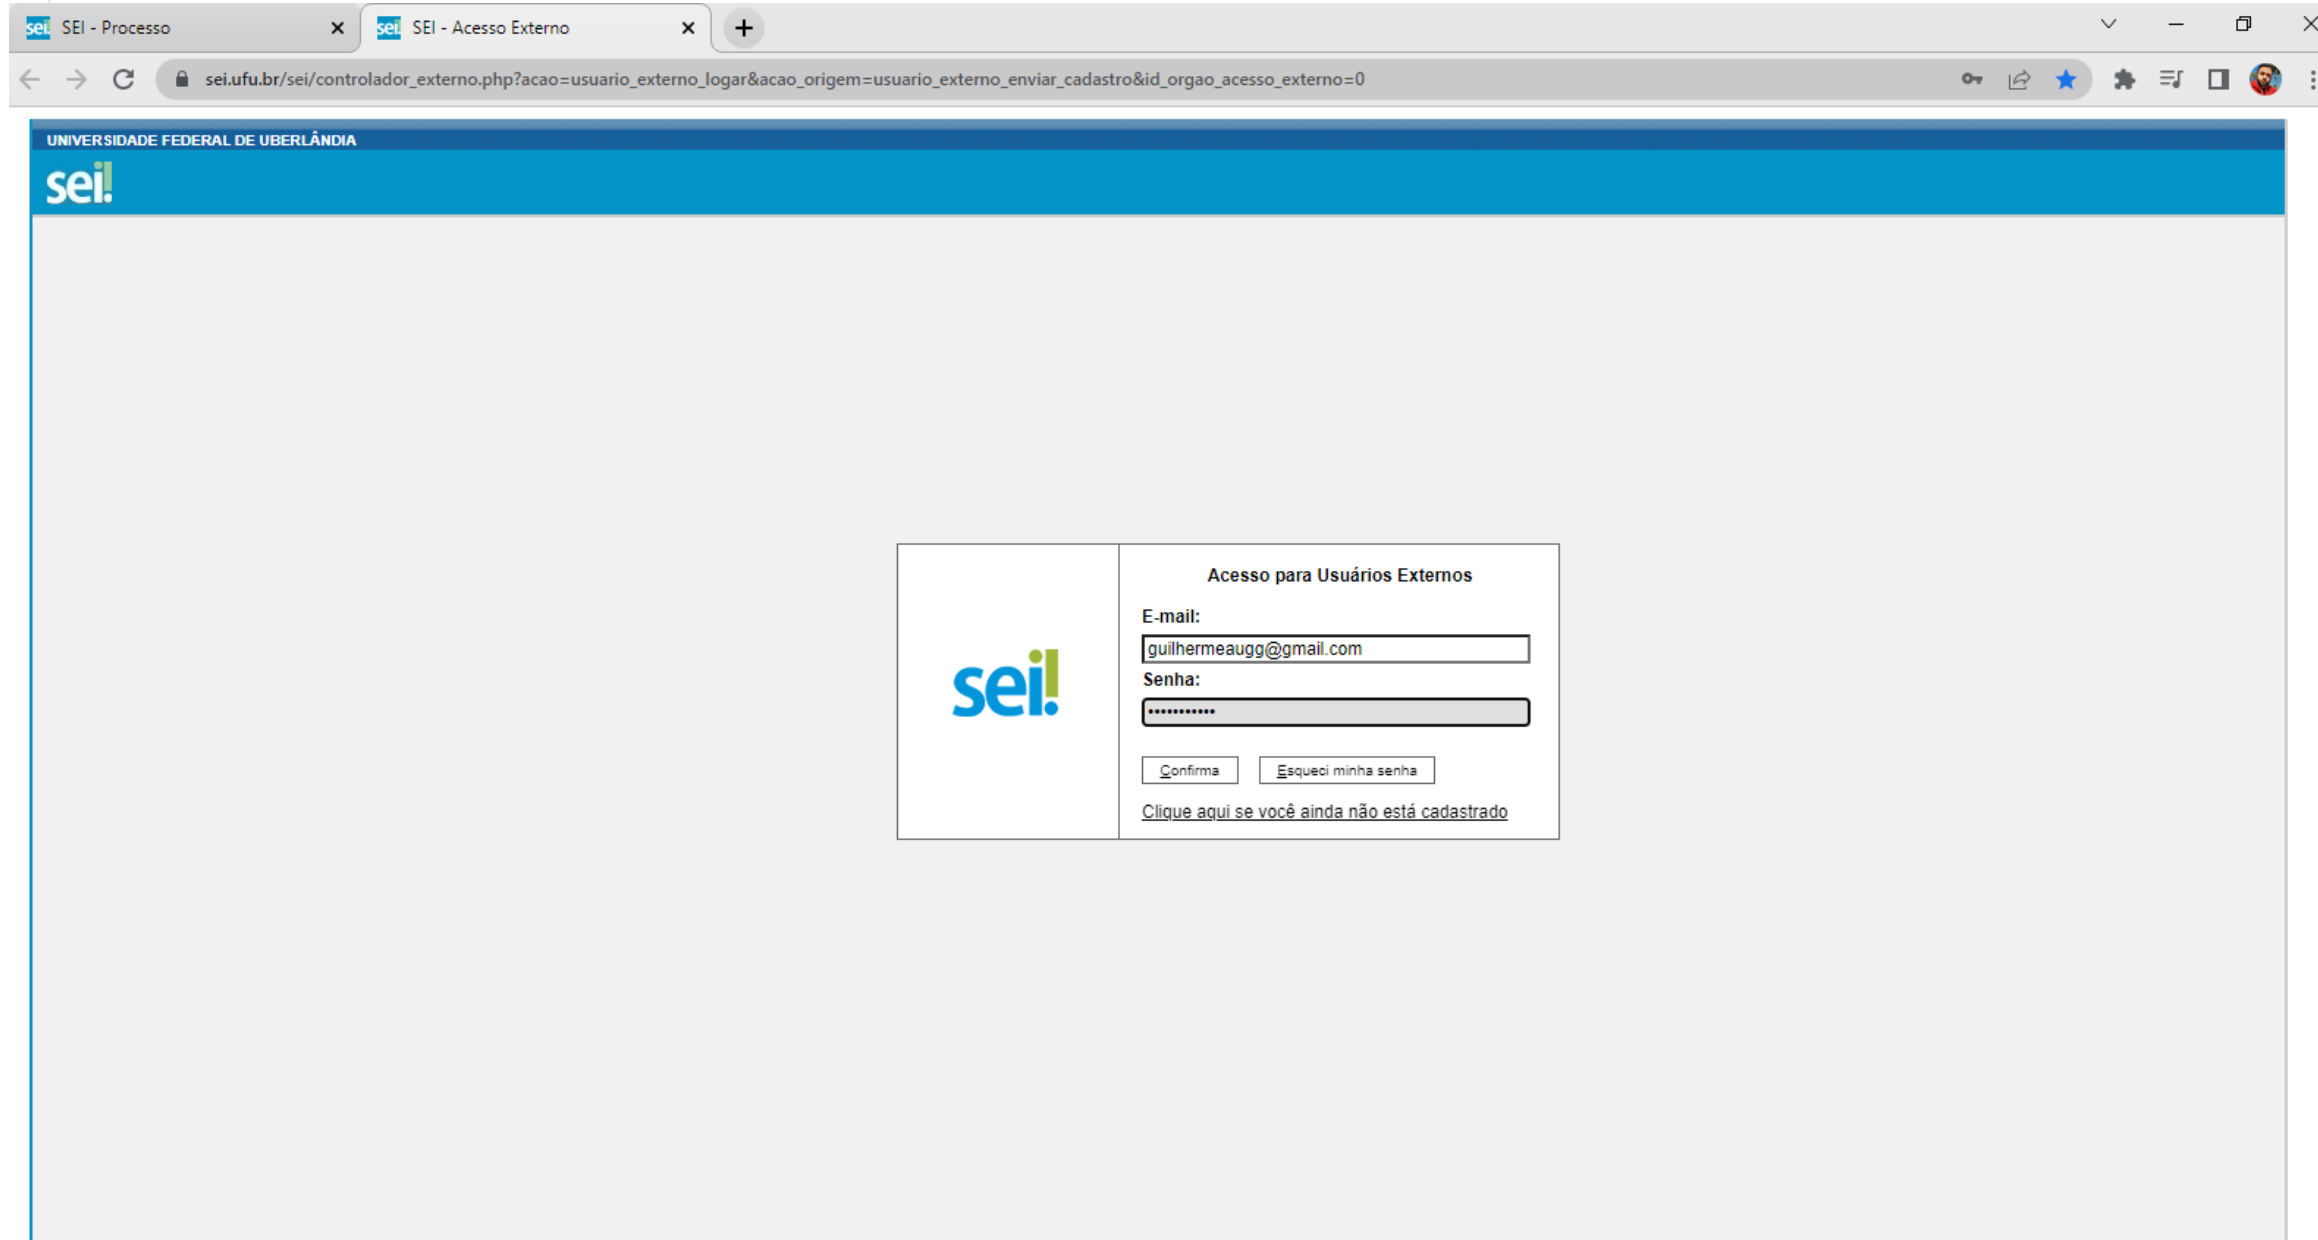 sei! SEI - Processo
sei! SEI - Acesso Externo
sei.ufu.br/sei/controlador_externo.php?acao=usuario_externo_logar&acao_origem=usuario_externo_enviar_cadastro&id_orgao_acesso_externo=0
UNIVERSIDADE FEDERAL DE UBERLÂNDIA
sei!
Acesso para Usuários Externos
E-mail:
guilhermeaugg@gmail.com
sei!
Senha:
•••••••••••
Confirma Esqueci minha senha
Clique aqui se você ainda não está cadastrado